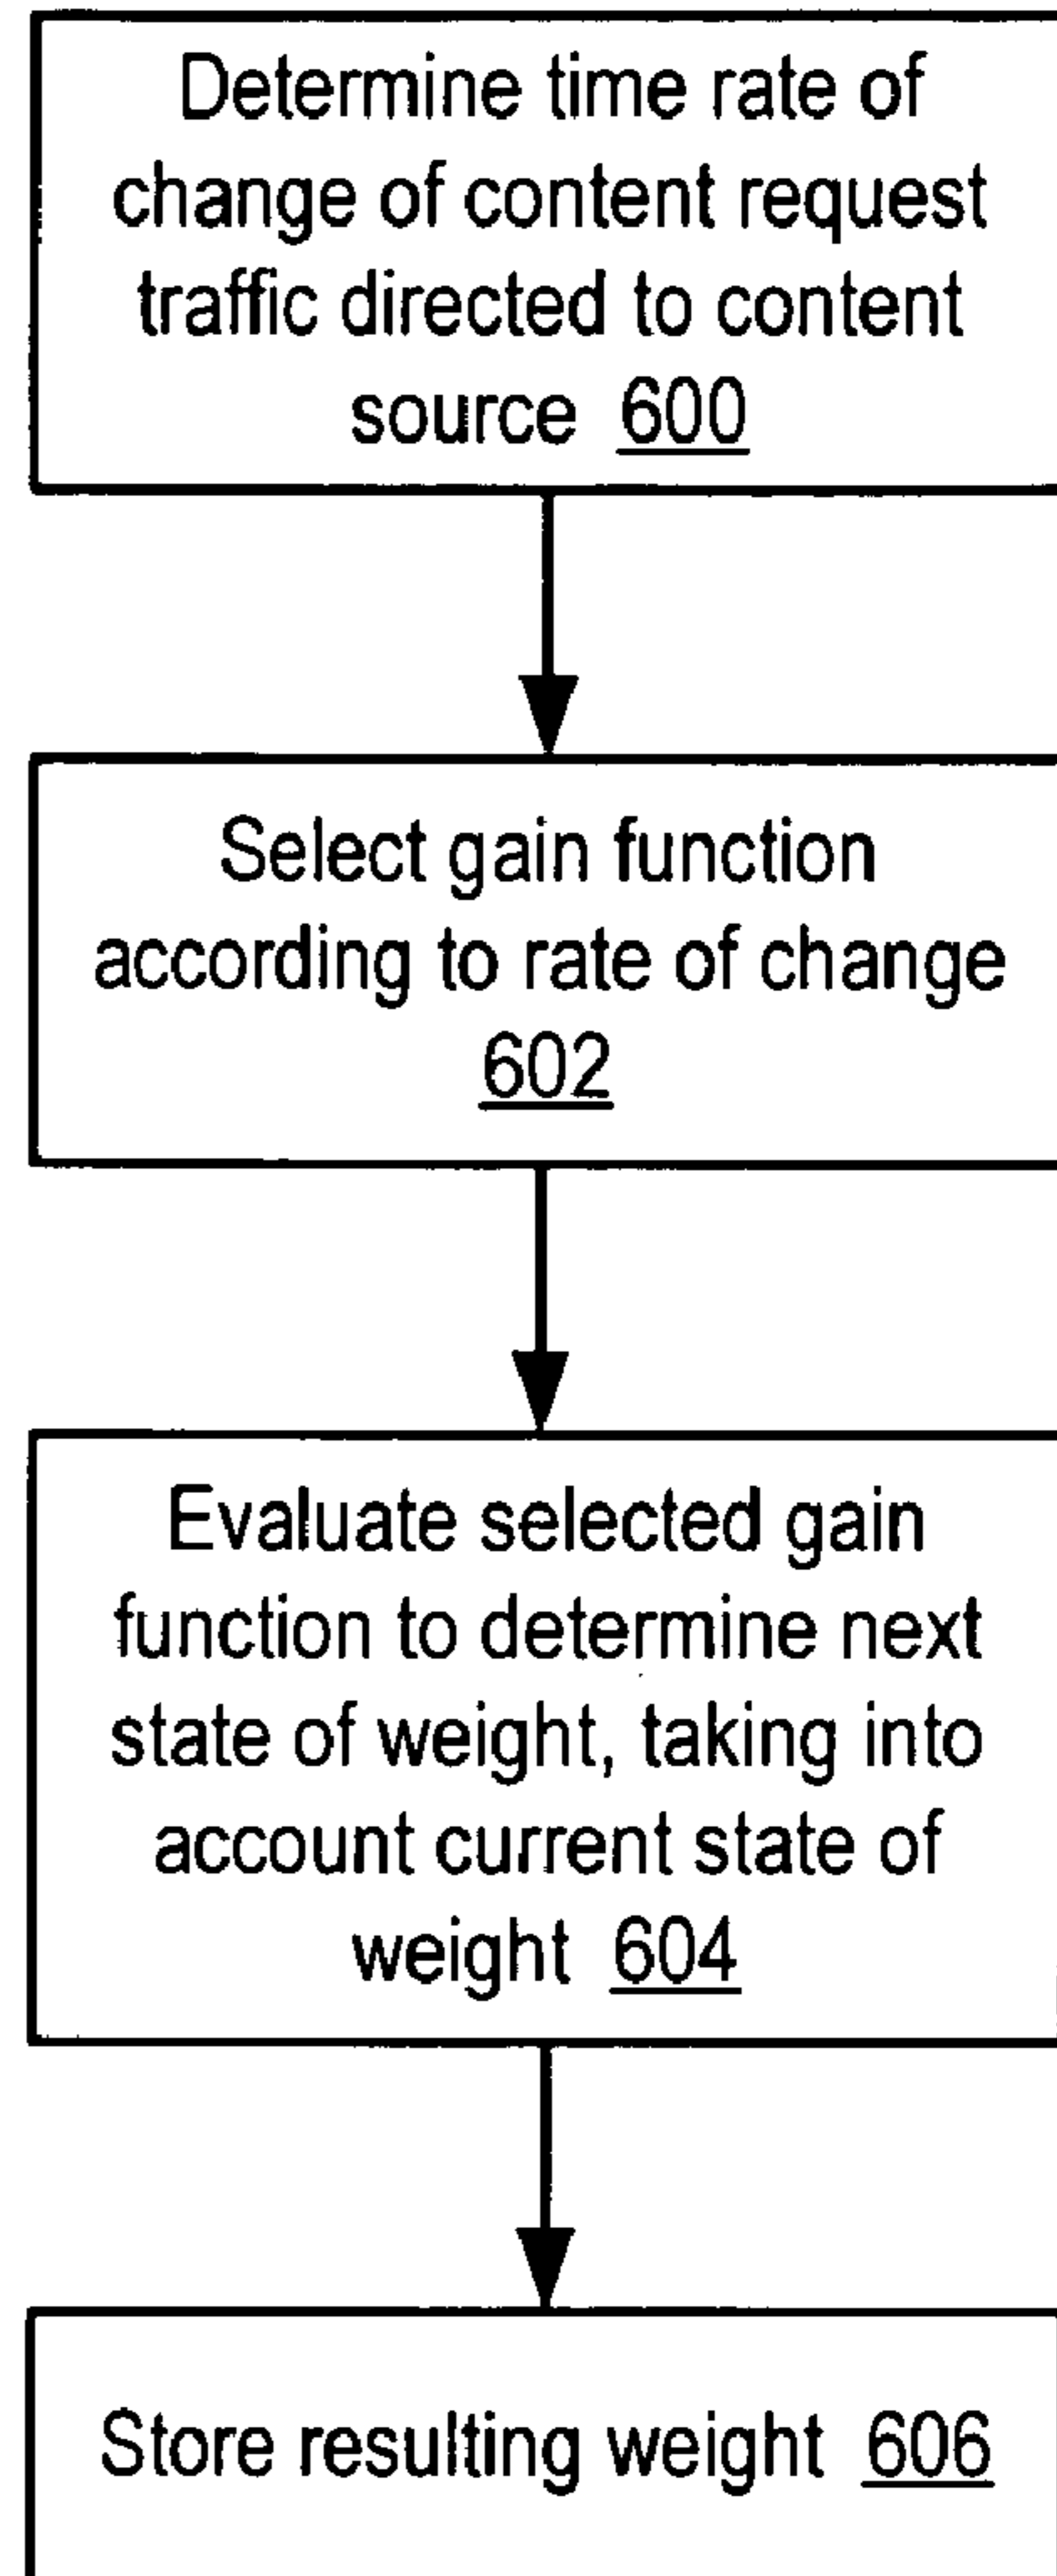 Determine time rate of
change of content request
traffic directed to content
source 600
Select gain function
according to rate of change
602
Evaluate selected gain
function to determine next
state of weight, taking into
account current state of
weight 604
Store resulting weight 606